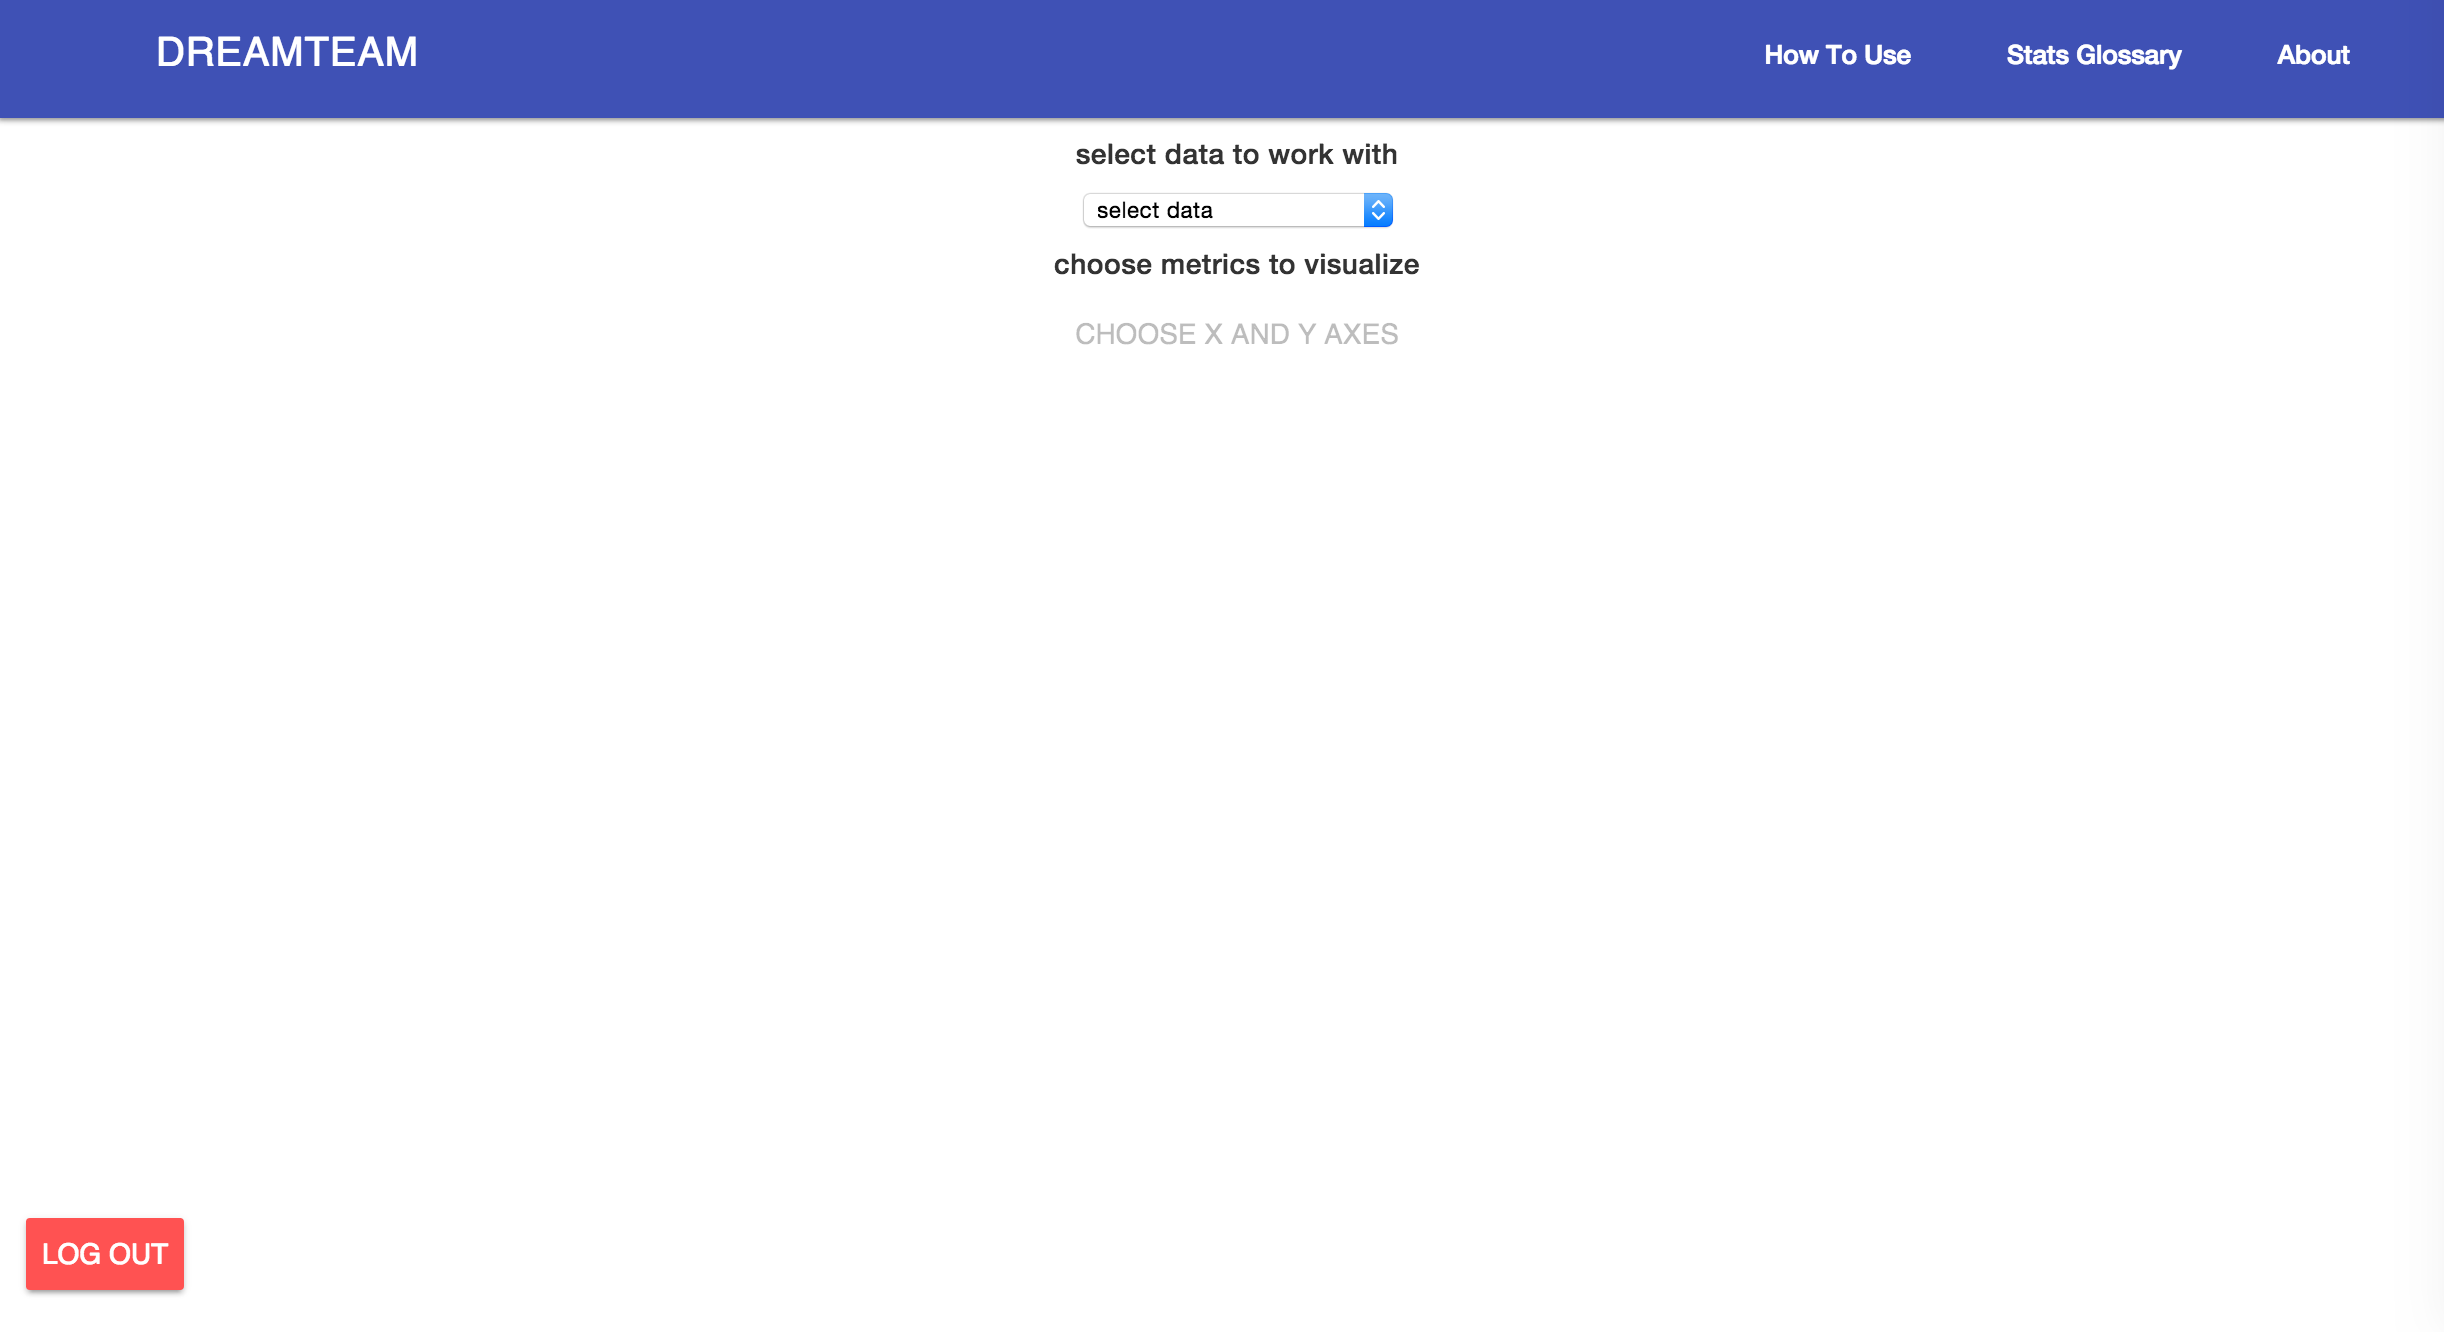 DREAMTEAM
How To Use
Stats Glossary
About
select data to work with
select data
choose metrics to visualize
CHOOSE X AND Y AXES
LOG OUT